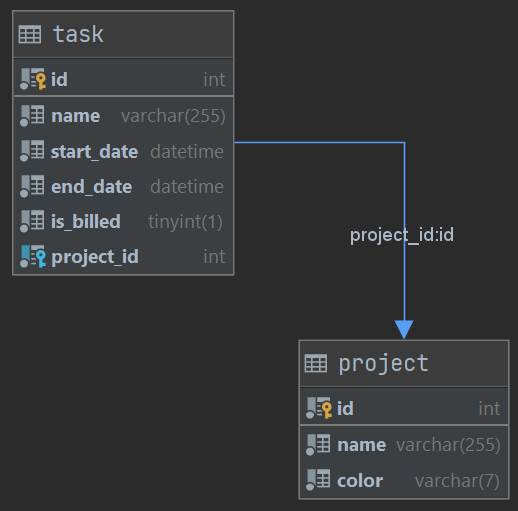 task
id int
name varchar(255)
start_date datetime
end_date datetime
is_billed tinyint(1)
project_id int
project_id:id
project
id int
name varchar(255)
color varchar(7)